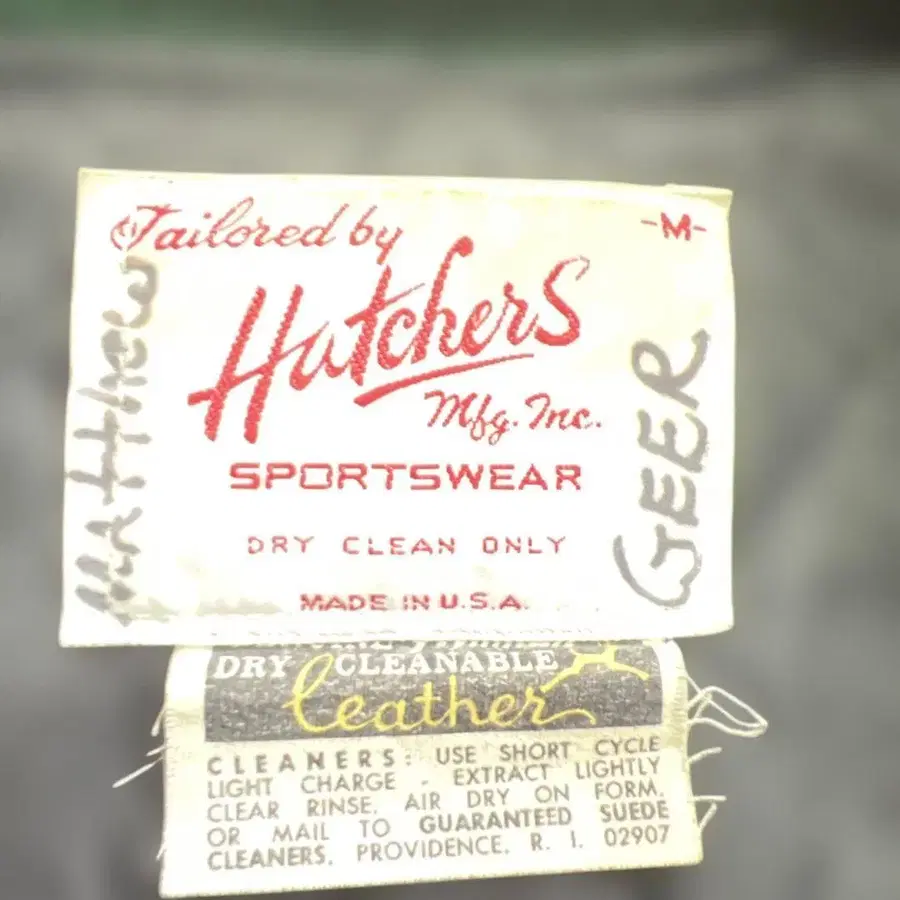 Tailored by
-M-
Hatchers
Mfg. Inc.
SPORTSWEAR
DRY CLEAN ONLY
MADE IN U.S.A.
MATTHEW
GEER
DRY CLEANABLE
leather
CLEANERS: USE SHORT CYCLE
LIGHT CHARGE - EXTRACT LIGHTLY
CLEAR RINSE. AIR DRY ON FORM.
OR MAIL TO GUARANTEED SUEDE
CLEANERS. PROVIDENCE. R. I. 02907